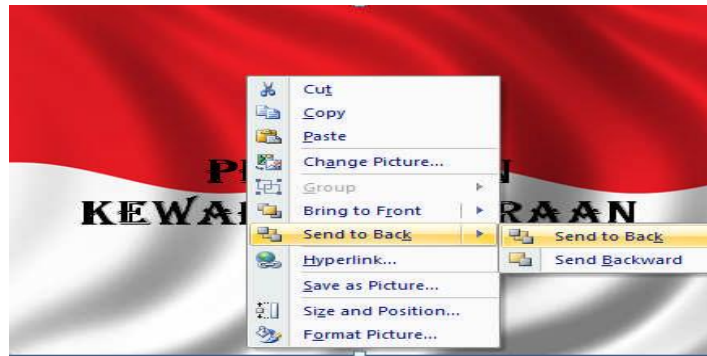 Cut
Copy
Paste
Change Picture...
Group
Bring to Front
Send to Back
Send to Back
Hyperlink...
Send Backward
Save as Picture...
Size and Position...
Format Picture...